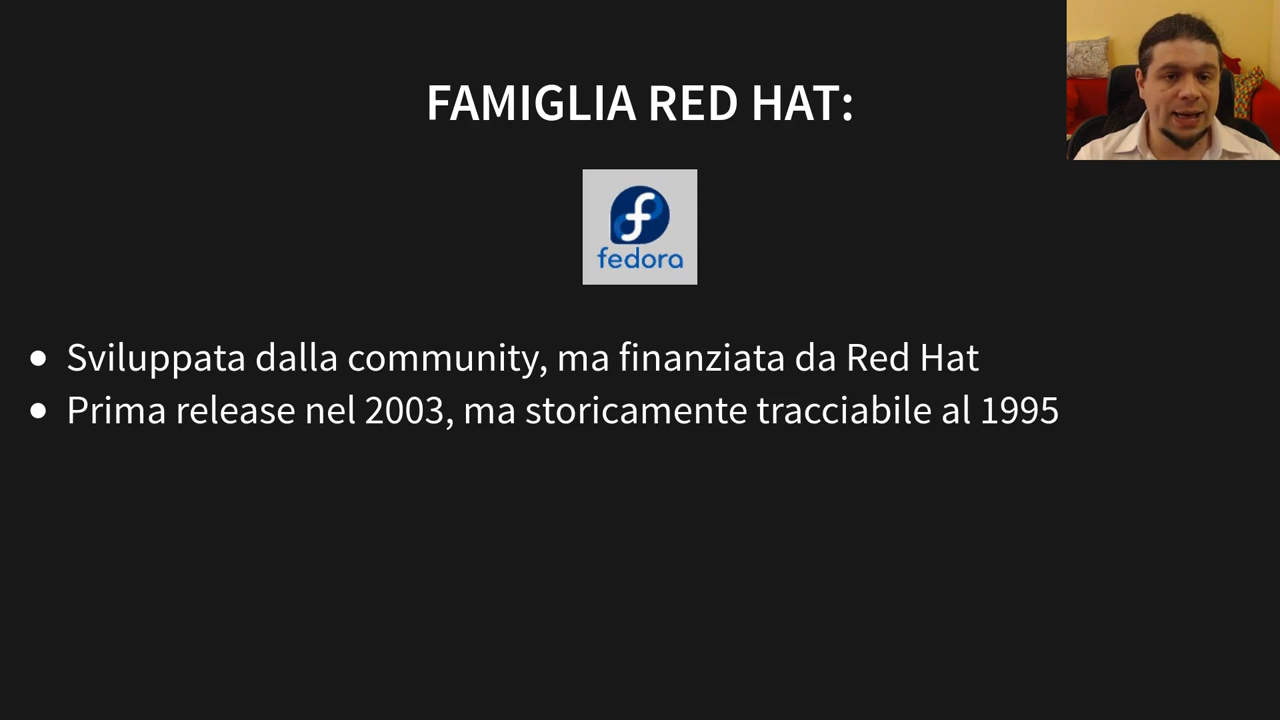 FAMIGLIA RED HAT:
fedora
Sviluppata dalla community, ma finanziata da Red Hat
Prima release nel 2003, ma storicamente tracciabile al 1995